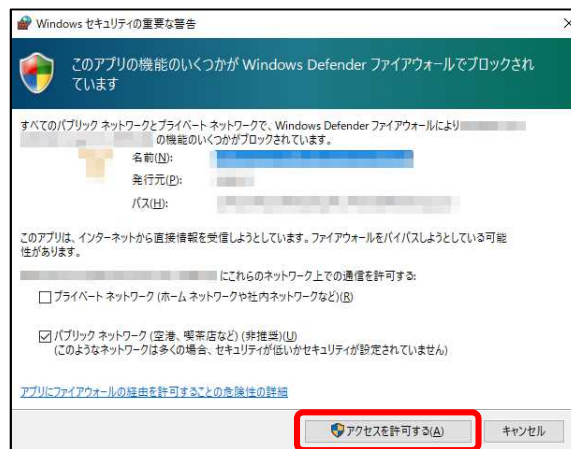 Windows セキュリティの重要な警告
このアプリの機能のいくつかが Windows Defender ファイアウォールでブロックされ
ています
すべてのパブリック ネットワークとプライベート ネットワークで、Windows Defender ファイアウォールにより
の機能のいくつかがブロックされています。
名前(N):
発行元(P):
パス(H):
このアプリは、インターネットから直接情報を受信しようとしています。ファイアウォールをバイパスしようとしている可能
性があります。
にこれらのネットワーク上での通信を許可する:
プライベート ネットワーク (ホーム ネットワークや社内ネットワークなど)(R)
パブリック ネットワーク (空港、喫茶店など) (非推奨)(U)
(このようなネットワークは多くの場合、セキュリティが低いかセキュリティが設定されていません)
アプリにファイアウォールの経由を許可することの危険性の詳細
アクセスを許可する(A)
キャンセル